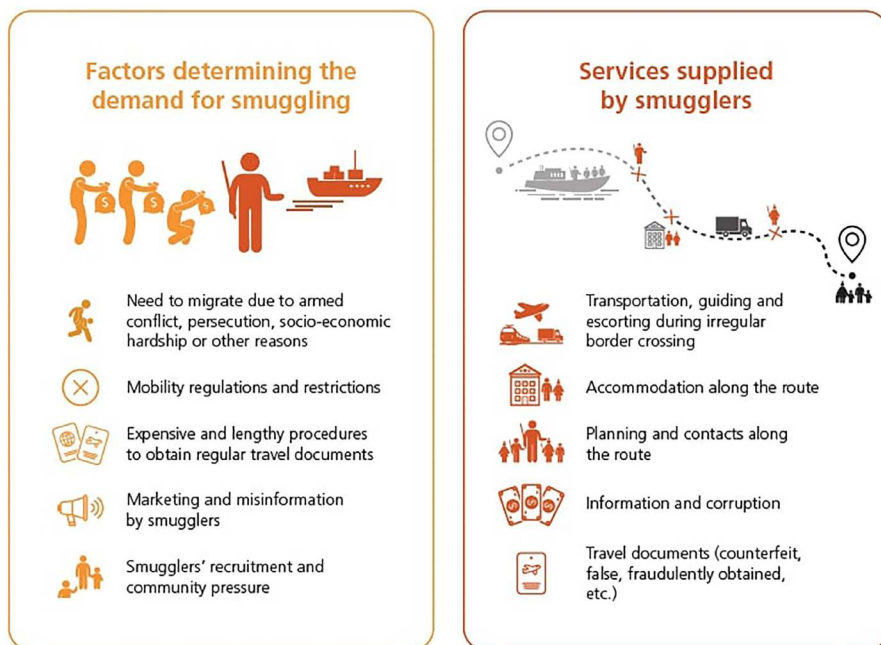 Factors determining the
demand for smuggling
$
$
$
Need to migrate due to armed
conflict, persecution, socio-economic
hardship or other reasons
Mobility regulations and restrictions
Expensive and lengthy procedures
to obtain regular travel documents
Marketing and misinformation
by smugglers
Smugglers' recruitment and
community pressure
Services supplied
by smugglers
Transportation, guiding and
escorting during irregular
border crossing
Accommodation along the route
Planning and contacts along
the route
$ $ $
Information and corruption
Travel documents (counterfeit,
false, fraudulently obtained,
etc.)